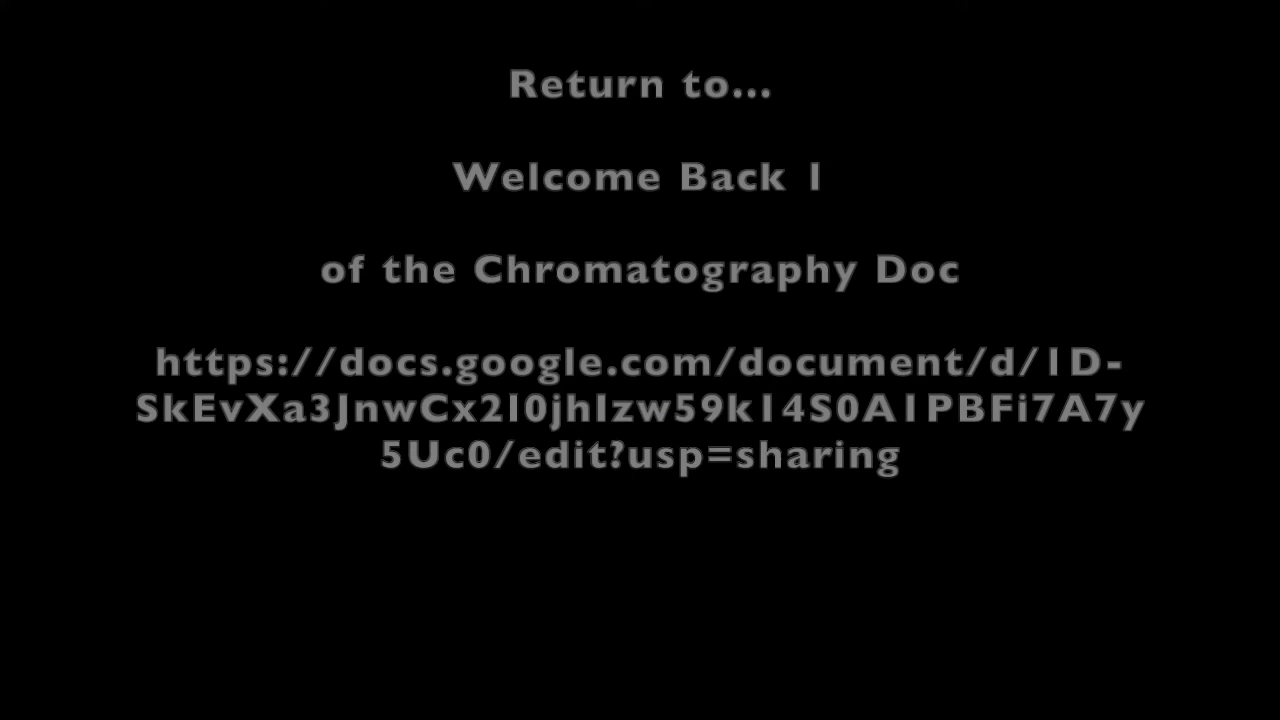 Return to...
Welcome Back 1
of the Chromatography Doc
https://docs.google.com/document/d/1D-
SkEvXa3JnwCx2I0jhIzw59k14S0A1PBFi7A7y
5Uc0/edit?usp=sharing